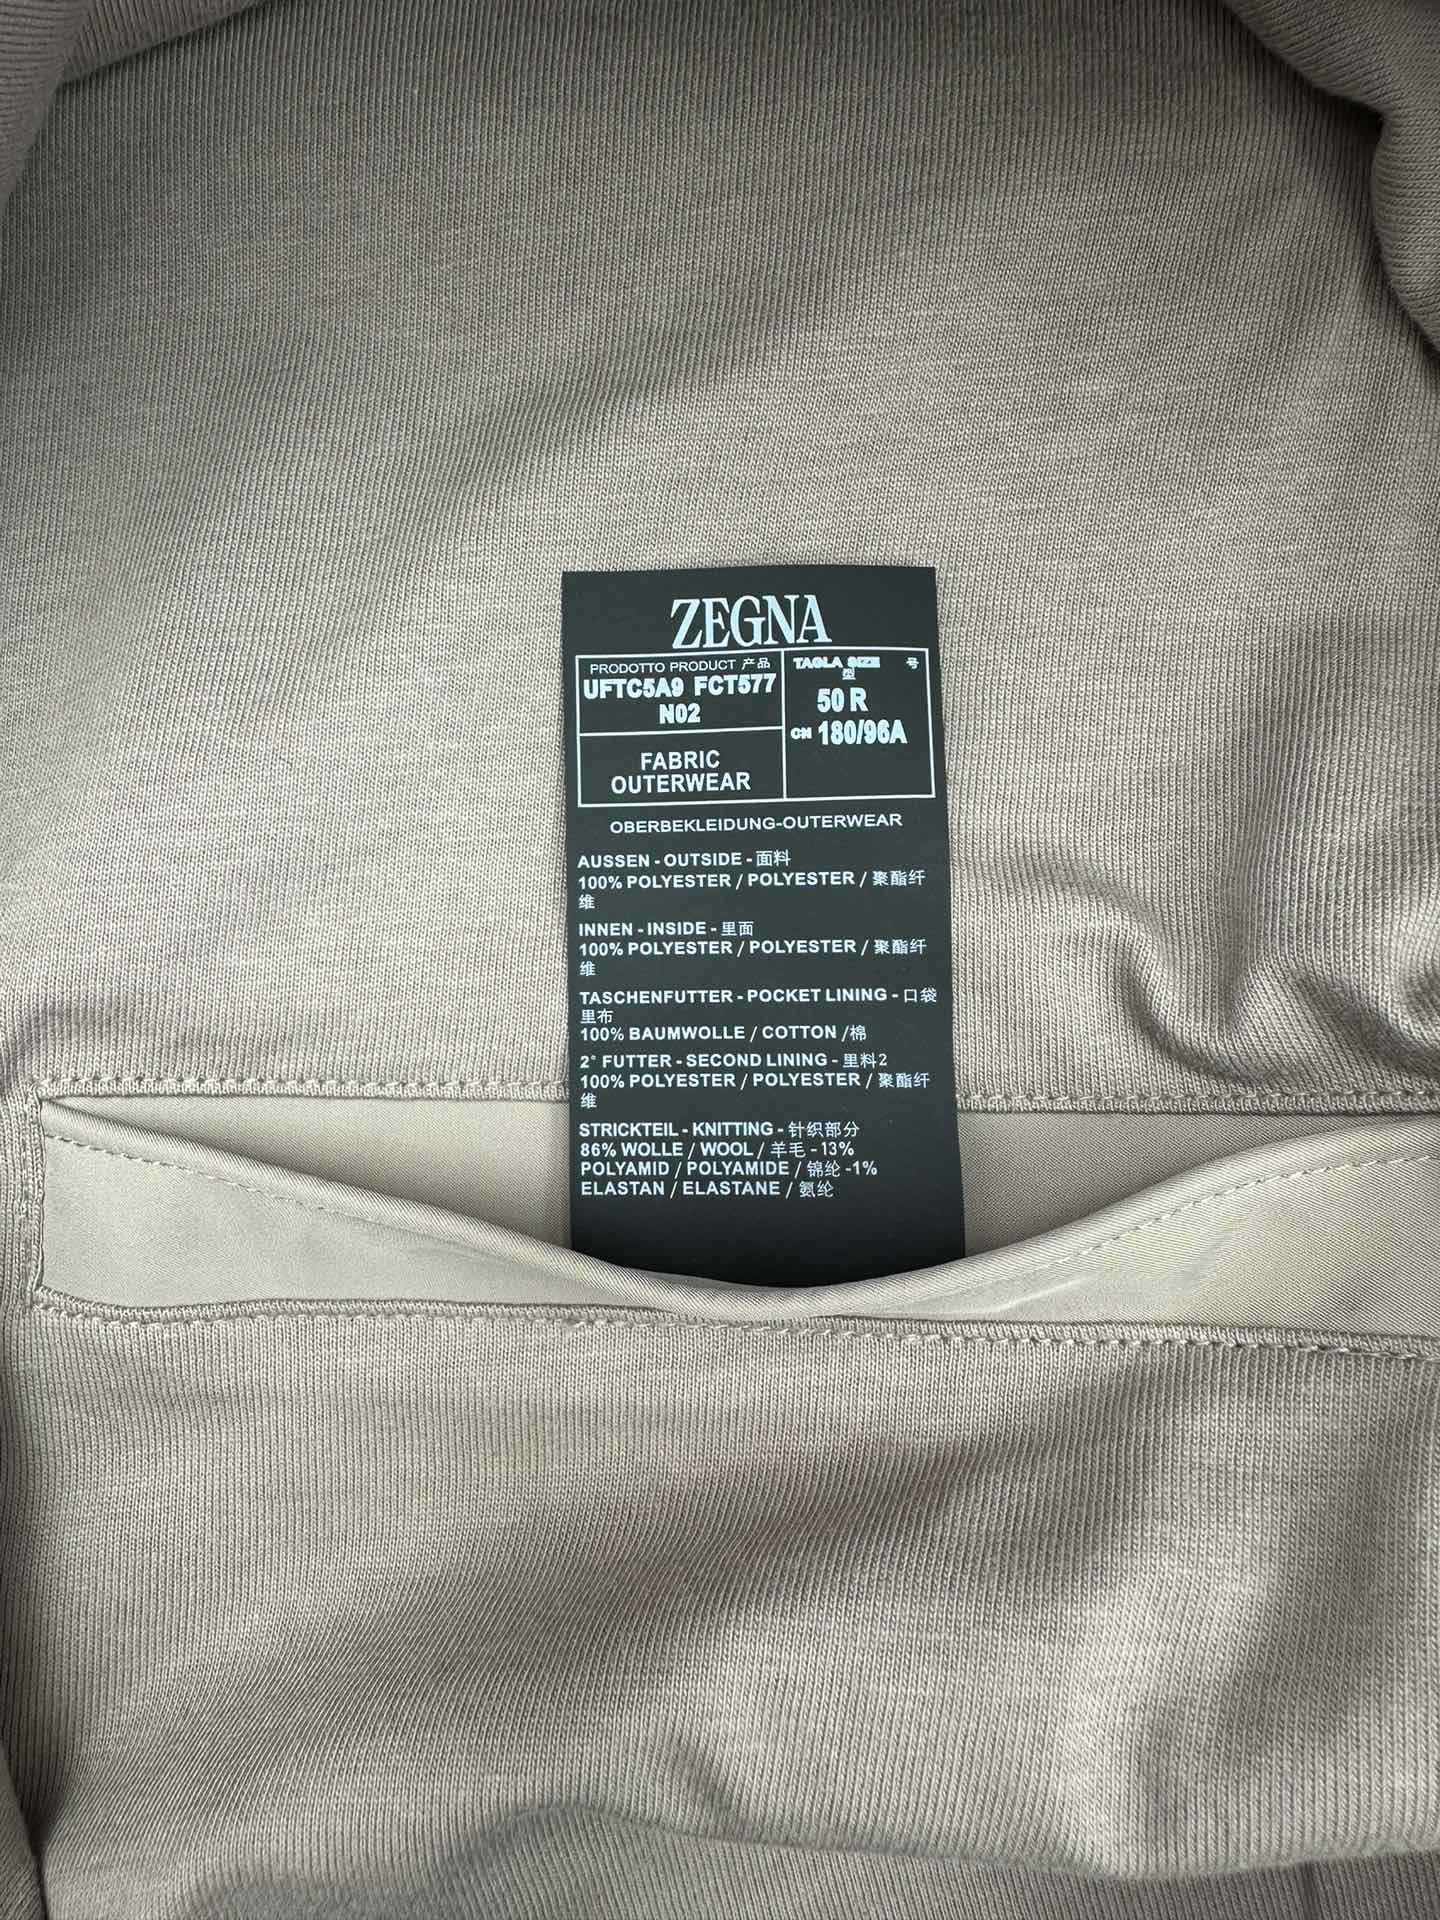 ZEGNA
PRODOTTO PRODUCT 产品
UFTC5A9 FCT577
N02
FABRIC
OUTERWEAR
TAGLA SIZE 号
型
50 R
CN 180/96A
OBERBEKLEIDUNG-OUTERWEAR
AUSSEN - OUTSIDE - 面料
100% POLYESTER / POLYESTER / 聚酯纤
维
INNEN - INSIDE - 里面
100% POLYESTER / POLYESTER / 聚酯纤
维
TASCHENFUTTER - POCKET LINING - 口袋
里布
100% BAUMWOLLE / COTTON /棉
2° FUTTER - SECOND LINING - 里料2
100% POLYESTER / POLYESTER / 聚酯纤
维
STRICKTEIL - KNITTING - 针织部分
86% WOLLE / WOOL / 羊毛 - 13%
POLYAMID / POLYAMIDE / 锦纶 -1%
ELASTAN / ELASTANE / 氨纶